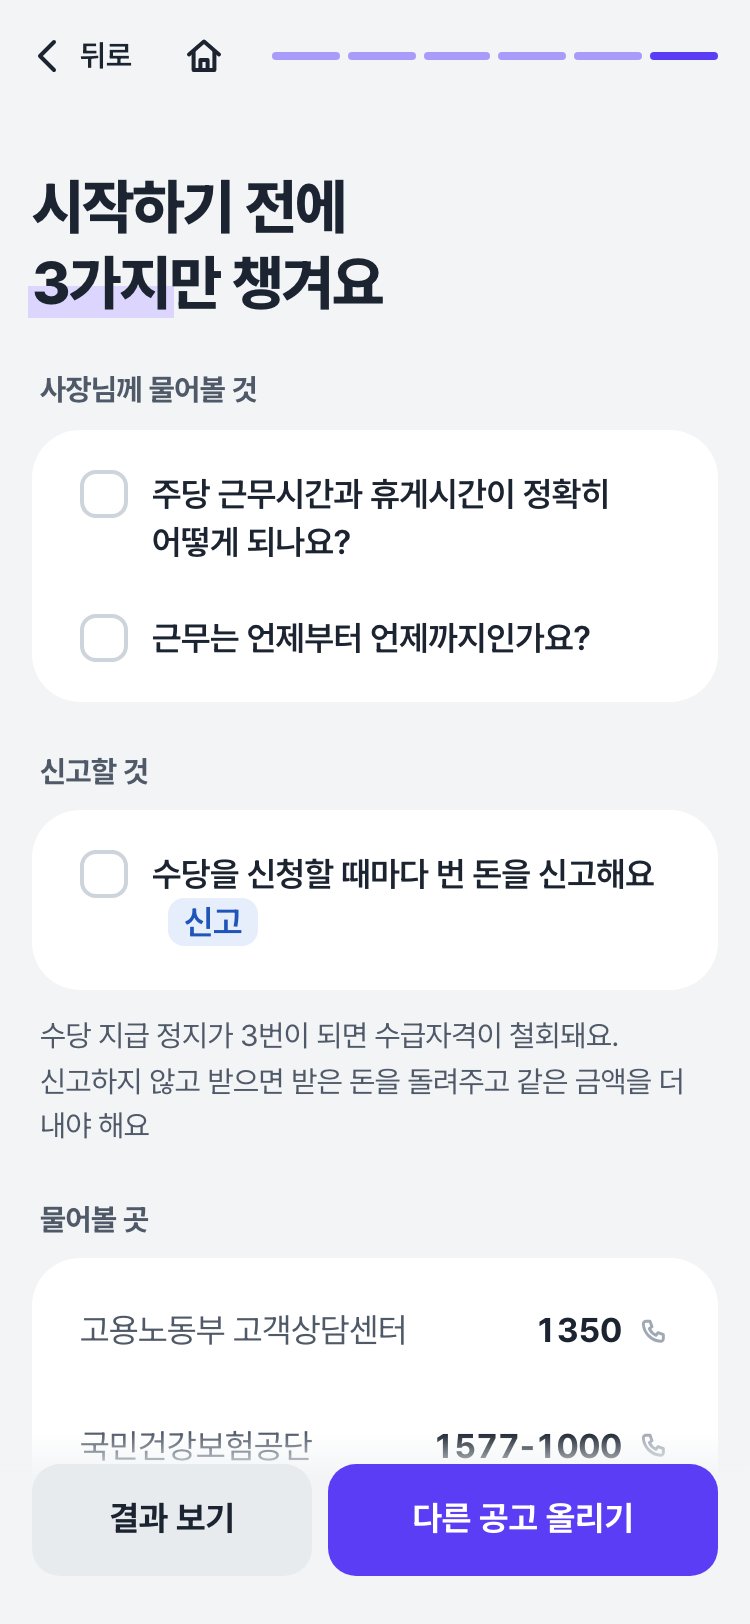 뒤로
시작하기 전에
3가지만 챙겨요
사장님께 물어볼 것
주당 근무시간과 휴게시간이 정확히
어떻게 되나요?
근무는 언제부터 언제까지인가요?
신고할 것
수당을 신청할 때마다 번 돈을 신고해요
신고
수당 지급 정지가 3번이 되면 수급자격이 철회돼요.
신고하지 않고 받으면 받은 돈을 돌려주고 같은 금액을 더
내야 해요
물어볼 곳
고용노동부 고객상담센터 1350
국민건강보험공단 1577-1000
결과 보기 다른 공고 올리기